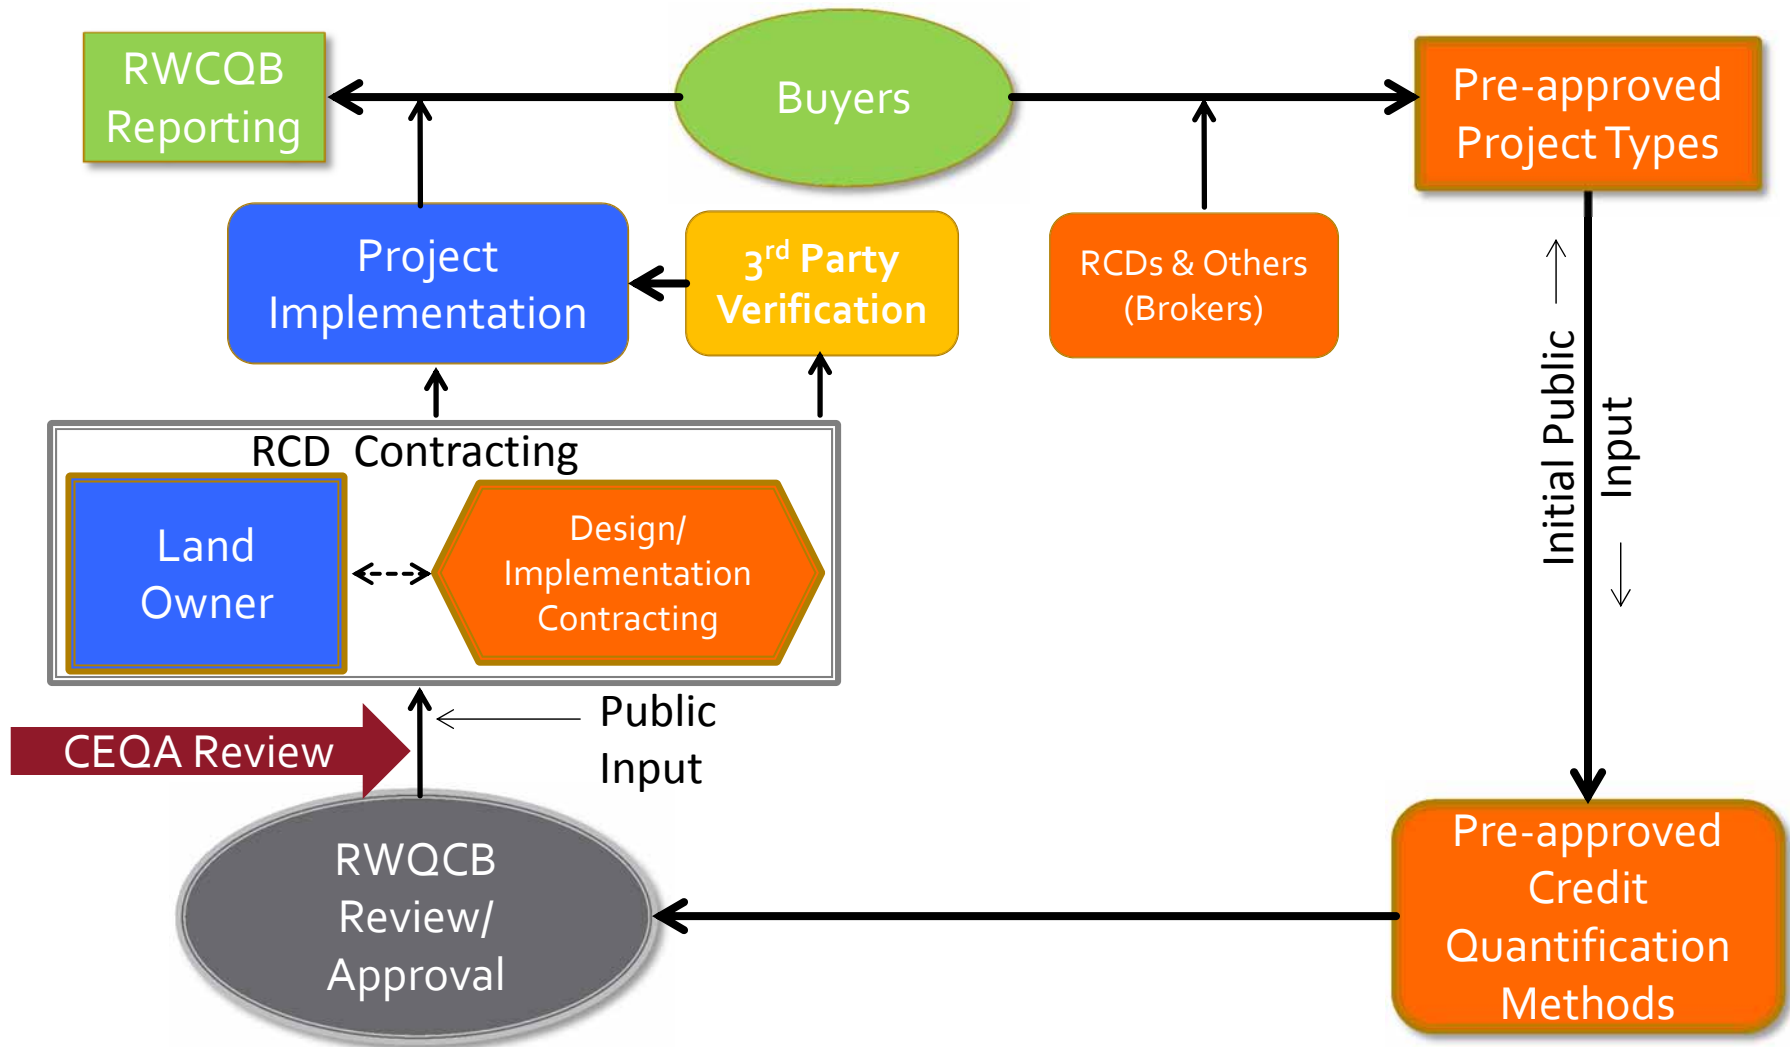 RWCQB
Reporting
Buyers
Pre-approved
Project Types
Project
Implementation
3rd Party
Verification
RCDs & Others
(Brokers)
Initial Public
Input
RCD Contracting
Land
Owner
Design/
Implementation
Contracting
Public
Input
CEQA Review
RWQCB
Review/
Approval
Pre-approved
Credit
Quantification
Methods